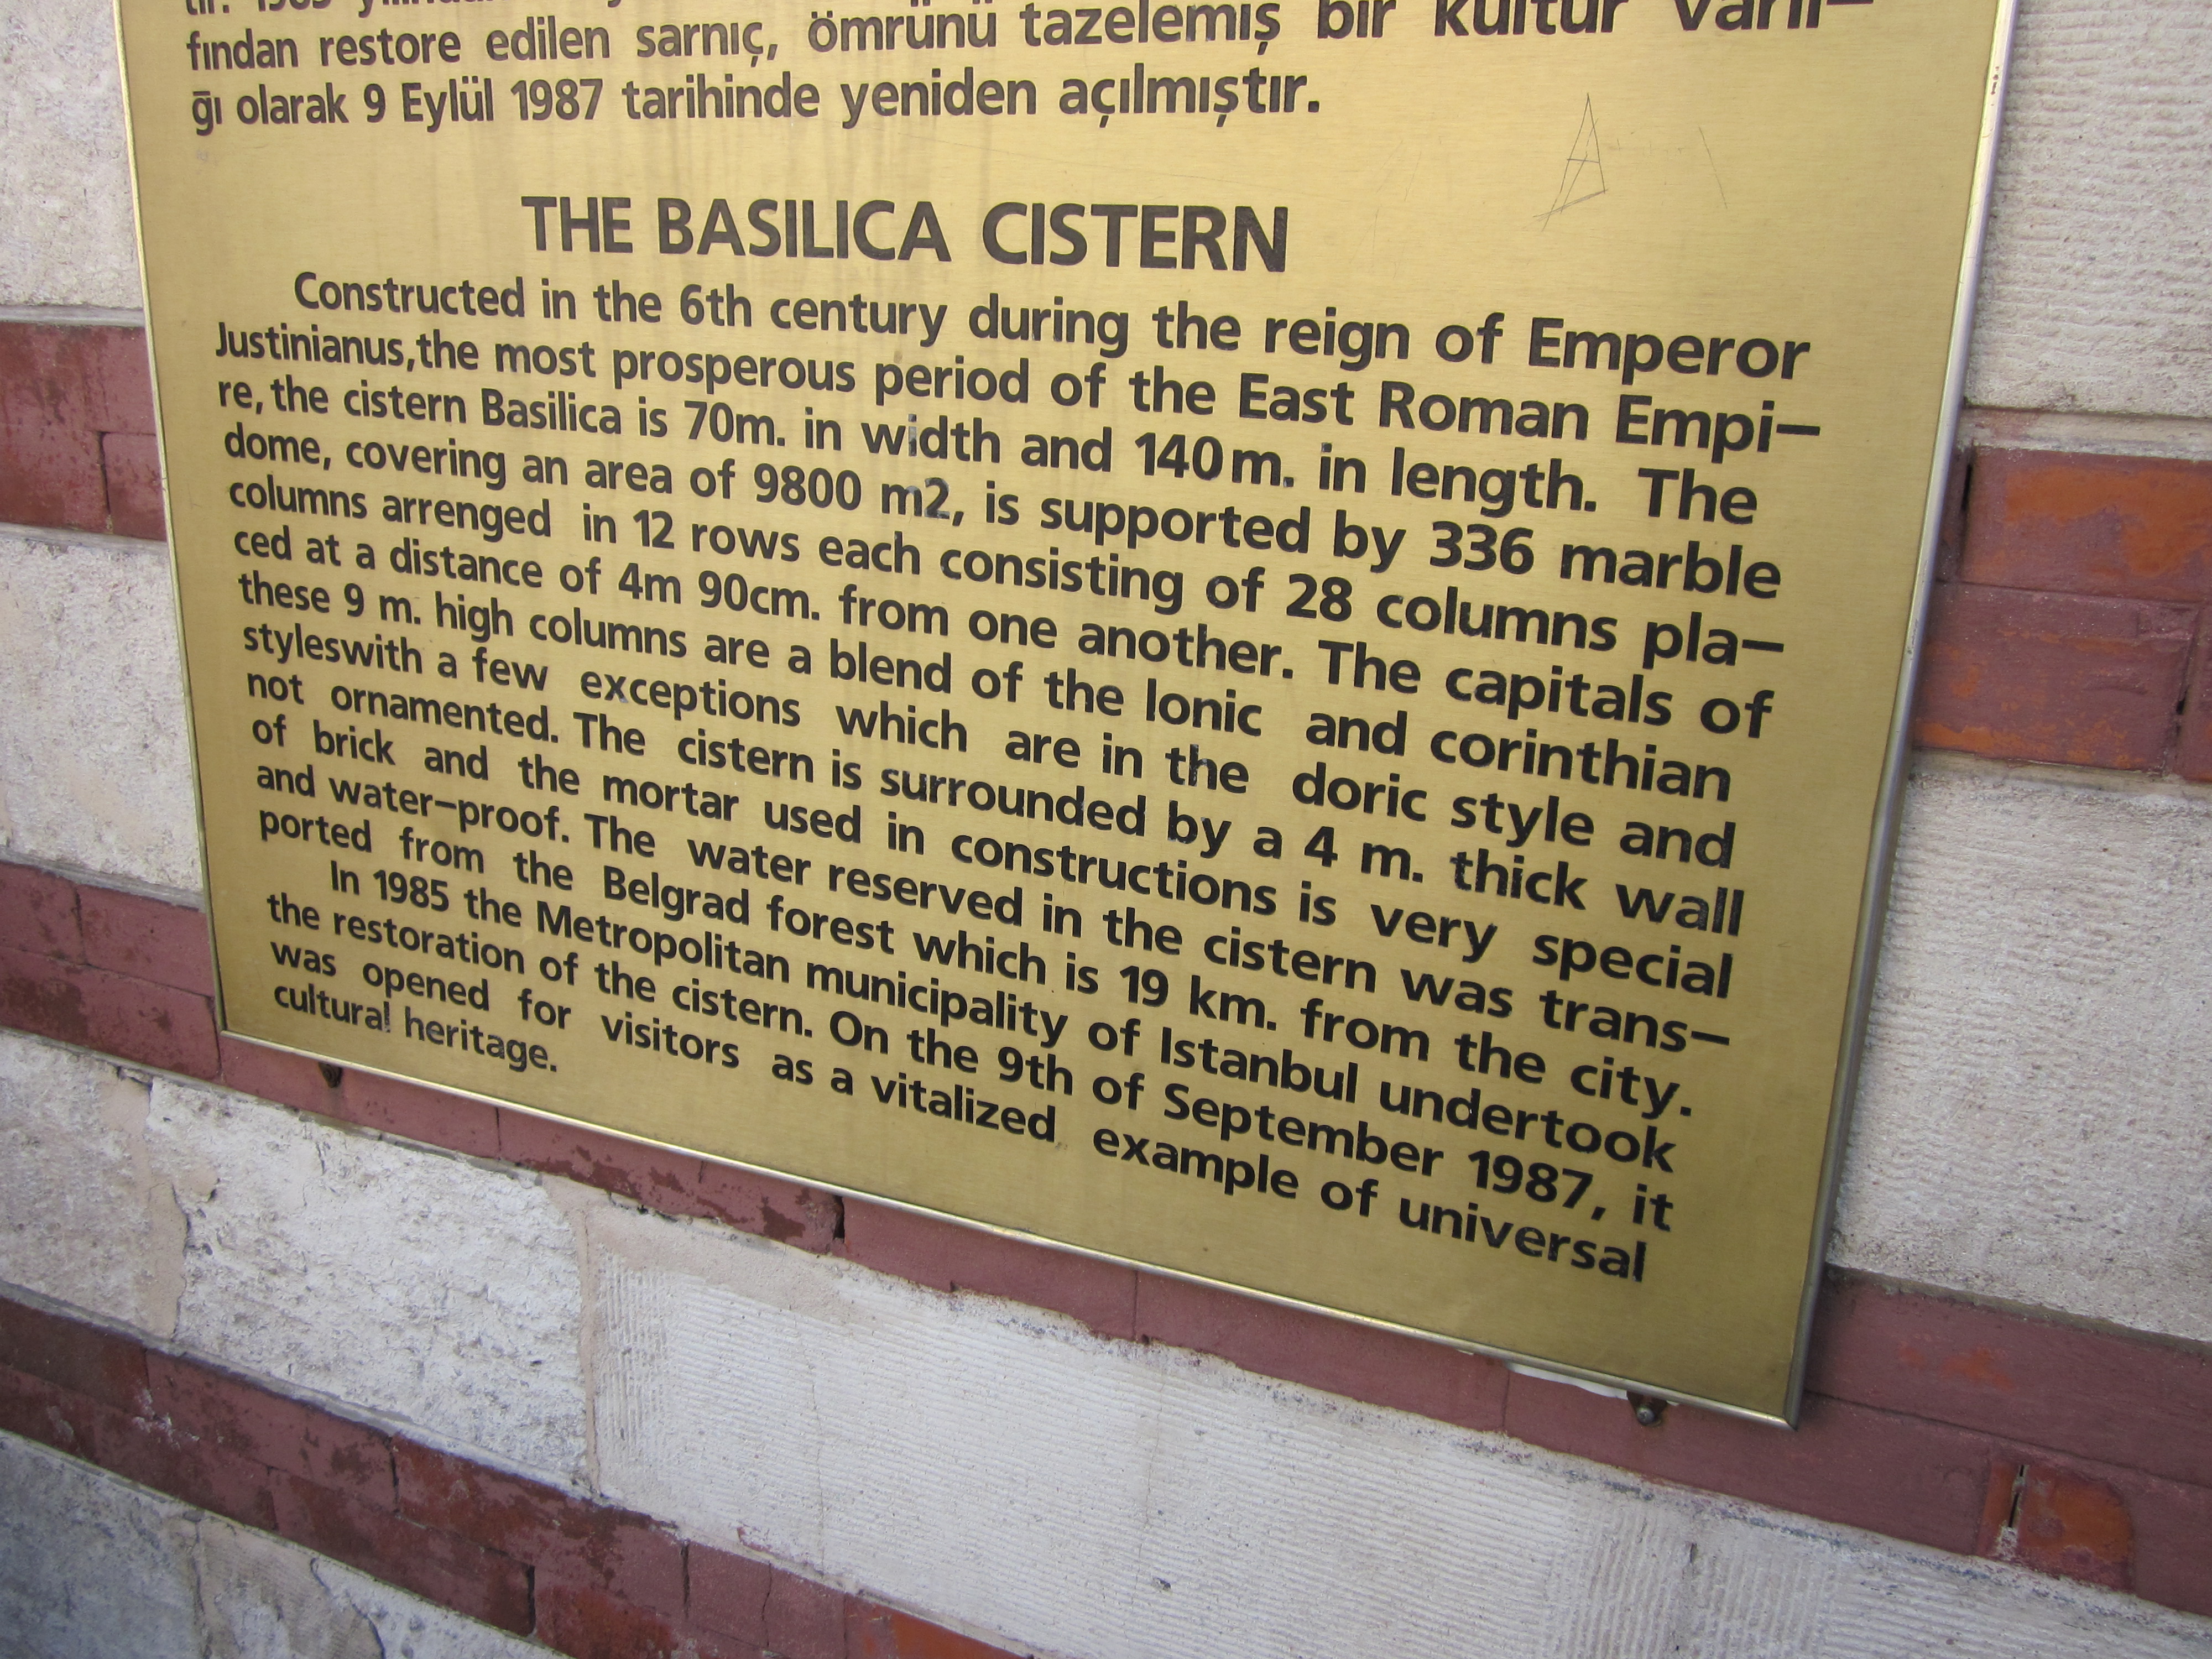 tır. 1985
fından restore edilen sarnıç, ömrünü tazelemiş bir kültür varlı–
ğı olarak 9 Eylül 1987 tarihinde yeniden açılmıştır.
THE BASILICA CISTERN
Constructed in the 6th century during the reign of Emperor
Justinianus,the most prosperous period of the East Roman Empi–
re, the cistern Basilica is 70m. in width and 140m. in length. The
dome, covering an area of 9800 m2, is supported by 336 marble
columns arrenged in 12 rows each consisting of 28 columns pla–
ced at a distance of 4m 90cm. from one another. The capitals of
these 9 m. high columns are a blend of the Ionic and corinthian
styleswith a few exceptions which are in the doric style and
not ornamented. The cistern is surrounded by a 4 m. thick wall
of brick and the mortar used in constructions is very special
and water–proof. The water reserved in the cistern was trans–
ported from the Belgrad forest which is 19 km. from the city.
In 1985 the Metropolitan municipality of Istanbul undertook
the restoration of the cistern. On the 9th of September 1987, it
was opened for visitors as a vitalized example of universal
cultural heritage.